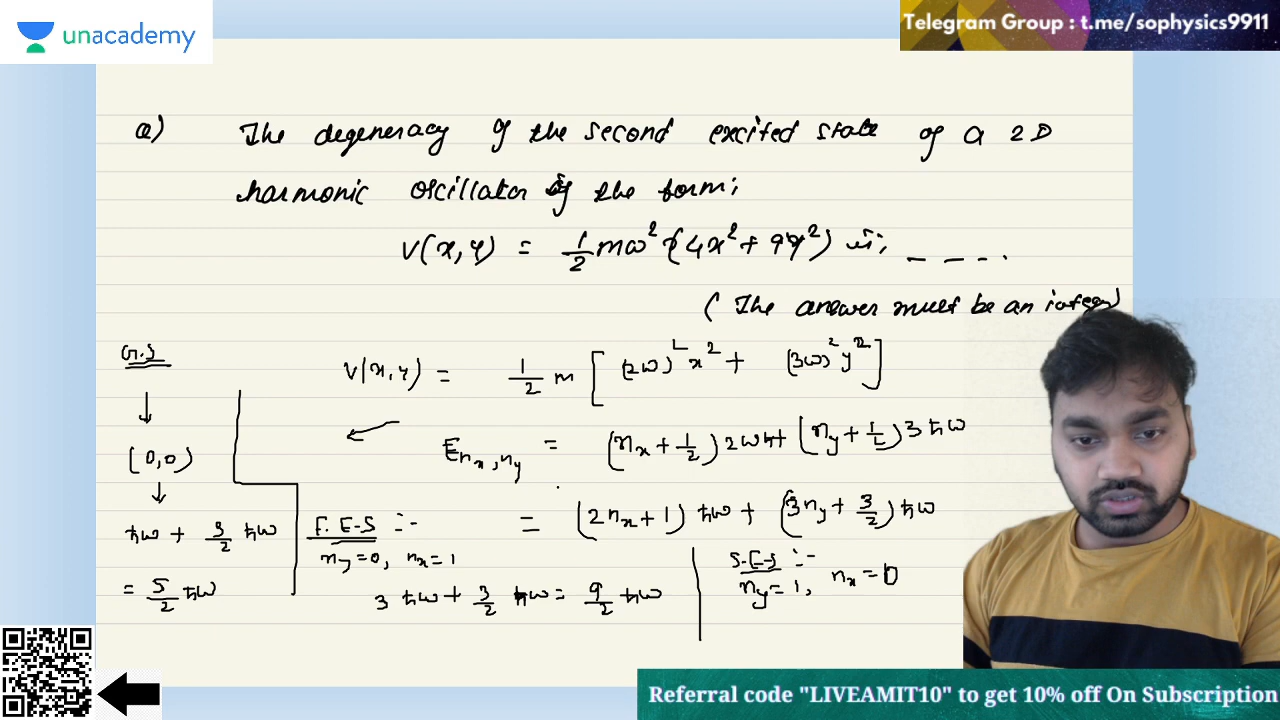 unacademy
Telegram Group : t.me/sophysics9911
Q) The degeneracy of the second excited state of a 2D
harmonic oscillator of the form;
V(x,y) = 1/2 mω² (4x² + 9y²) is; _ _ _ .
( The answer must be an integer)
G.S
V(x,y) = 1/2 m [ (2ω)² x² + (3ω)² y² ]
↓
← E nx,ny = (nx + 1/2) 2ωħ + (ny + 1/2) 3ħω
(0,0)
↓
= (2nx + 1) ħω + (3ny + 3/2) ħω
ħω + 3/2 ħω
= 5/2 ħω
F.E.S :-
ny = 0, nx = 1
3 ħω + 3/2 ħω = 9/2 ħω
S.E.S :-
ny = 1, nx = 0
Referral code "LIVEAMIT10" to get 10% off On Subscription